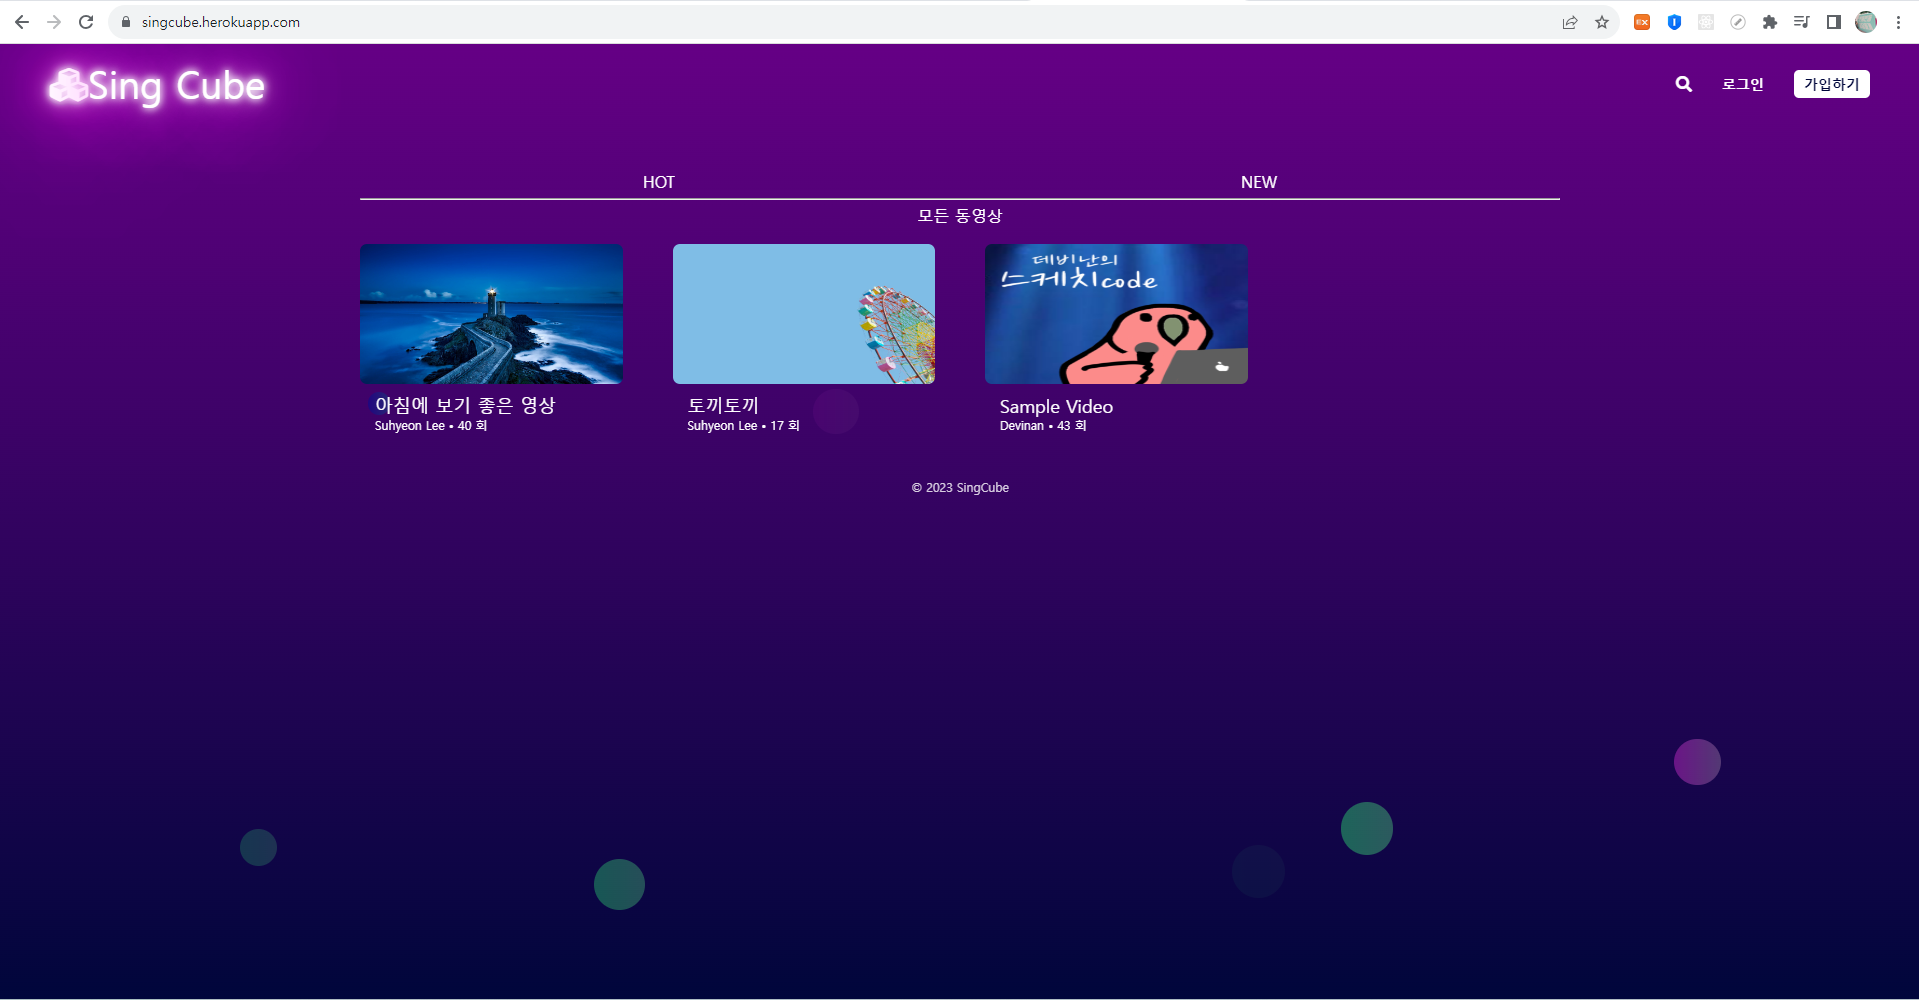 singcube.herokuapp.com
Sing Cube
로그인
가입하기
HOT
NEW
모든 동영상
데비난의
스케치code
아침에 보기 좋은 영상
Suhyeon Lee • 40 회
토끼토끼
Suhyeon Lee • 17 회
Sample Video
Devinan • 43 회
© 2023 SingCube